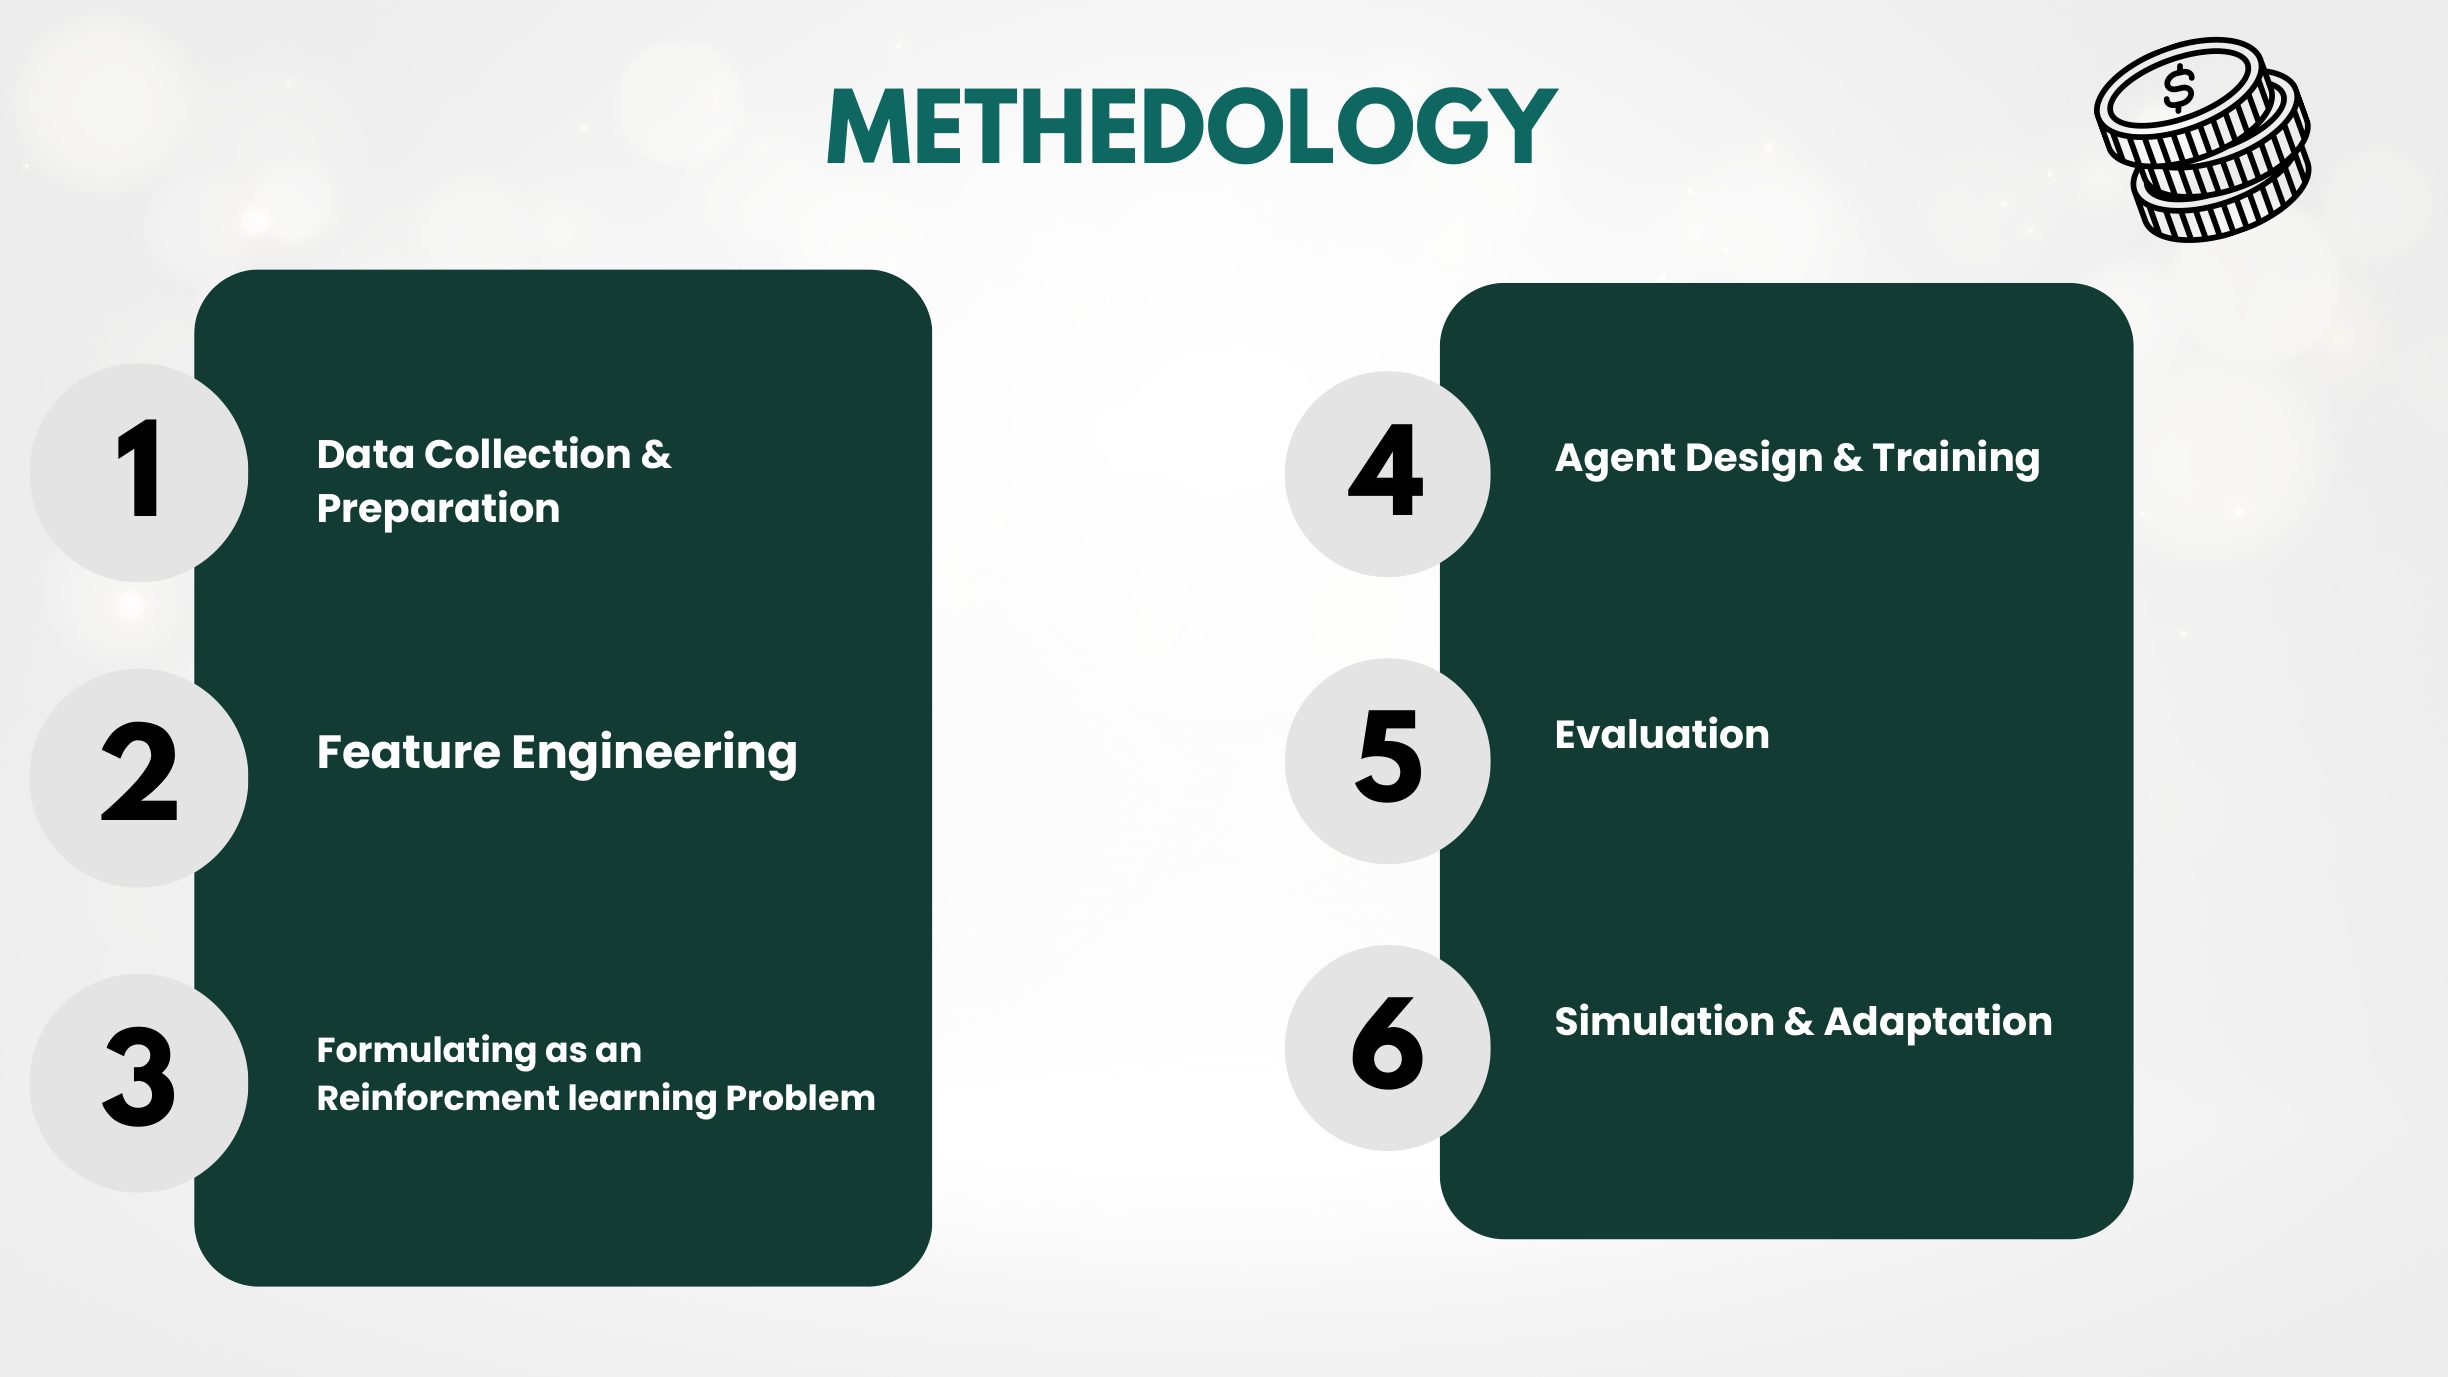 METHEDOLOGY
$
1
Data Collection &
Preparation
2
Feature Engineering
3
Formulating as an
Reinforcment learning Problem
4
Agent Design & Training
5
Evaluation
6
Simulation & Adaptation